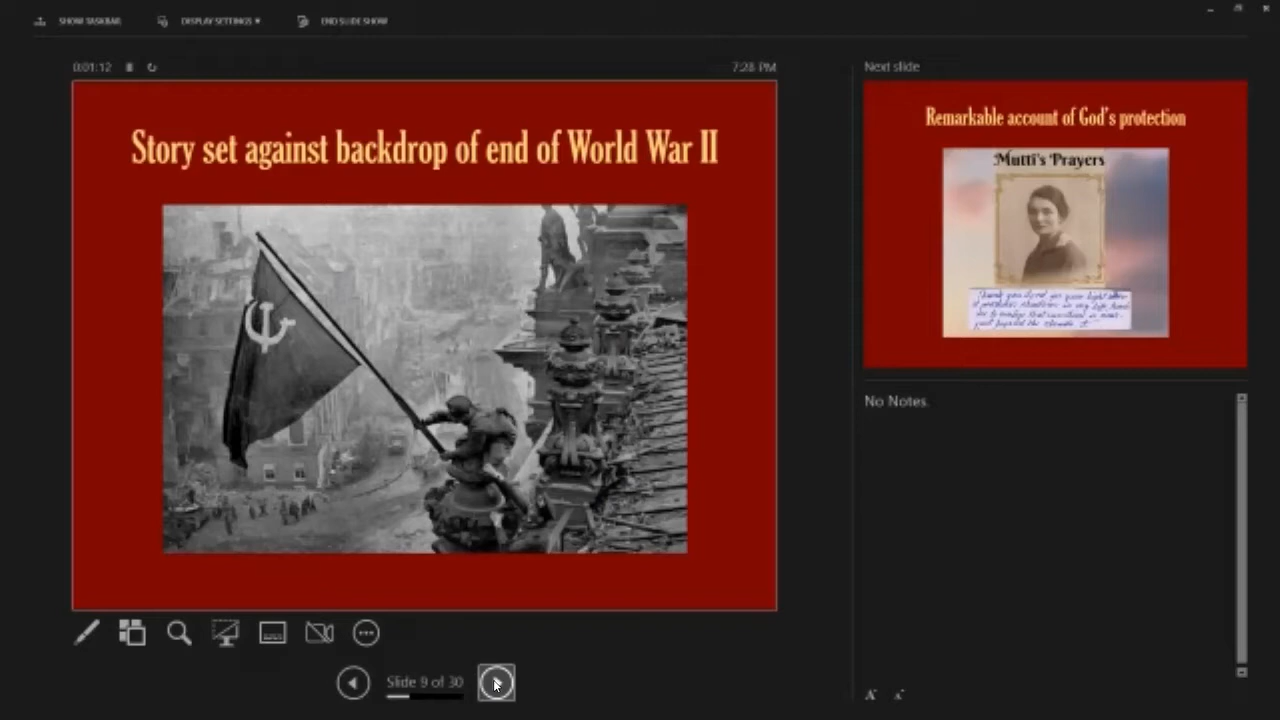 SHOW TASKBAR
DISPLAY SETTINGS
END SLIDE SHOW
0:01:12
7:28 PM
Story set against backdrop of end of World War II
Slide 9 of 30
Next slide
Remarkable account of God's protection
Mutti's Prayers
No Notes.
A A